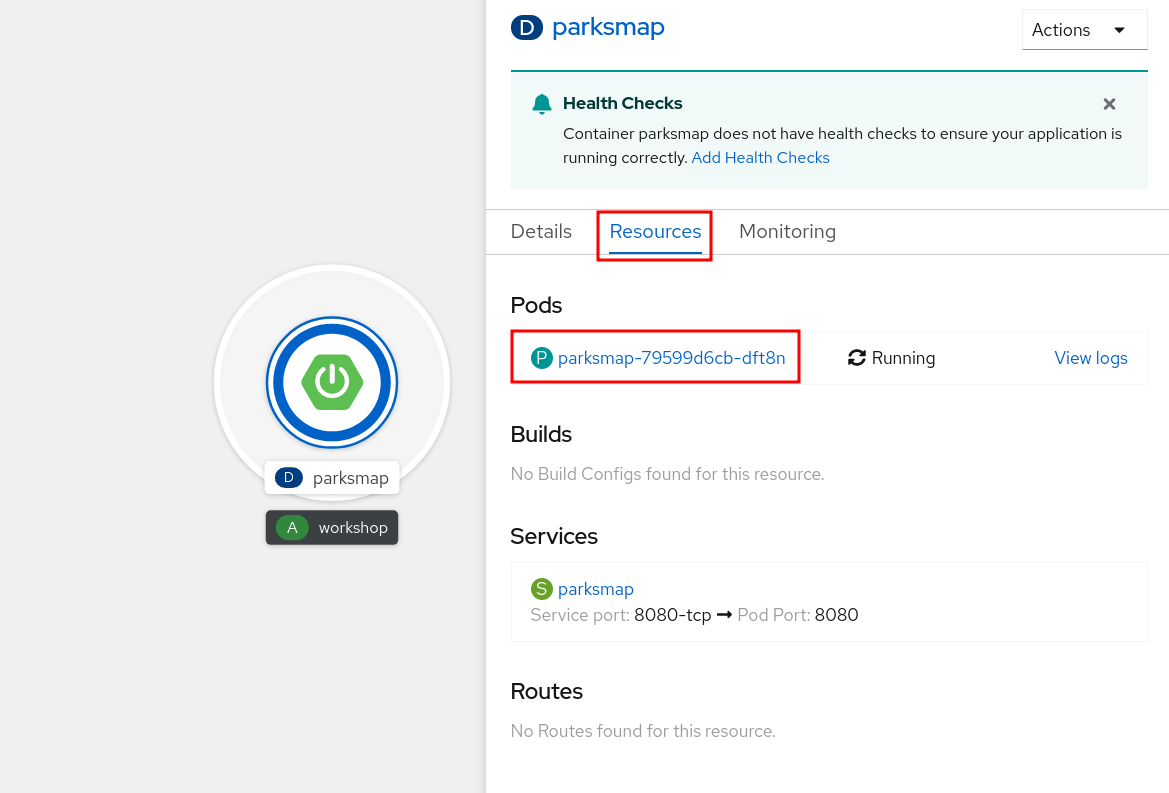 D parksmap
Actions
Health Checks
Container parksmap does not have health checks to ensure your application is
running correctly. Add Health Checks
Details Resources Monitoring
Pods
P parksmap-79599d6cb-dft8n Running View logs
Builds
No Build Configs found for this resource.
Services
S parksmap
Service port: 8080-tcp → Pod Port: 8080
Routes
No Routes found for this resource.
D parksmap
A workshop